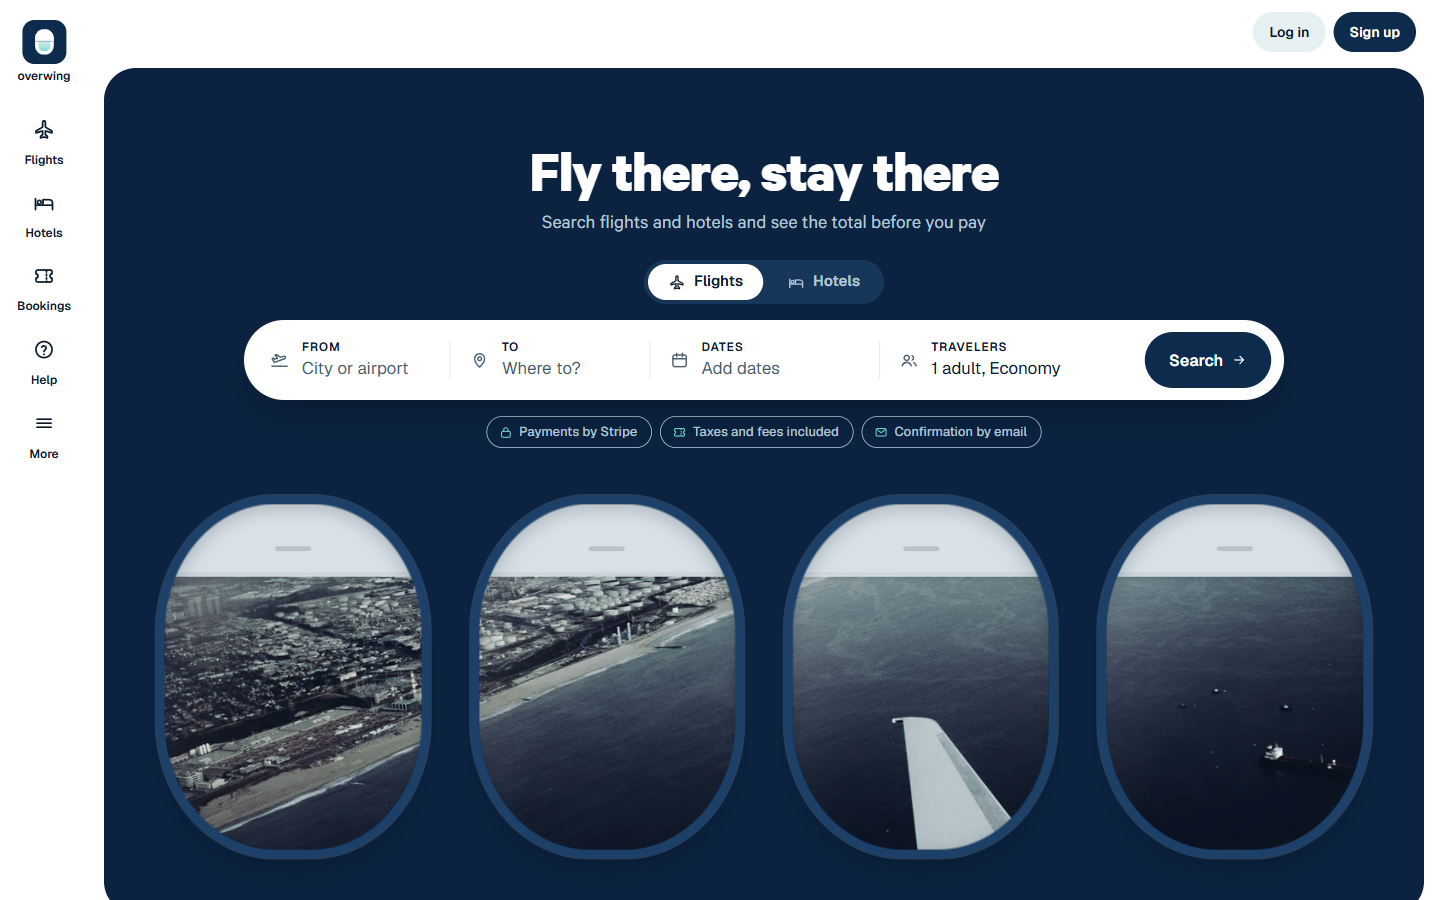 overwing
Flights
Hotels
Bookings
Help
More
Log in
Sign up
Fly there, stay there
Search flights and hotels and see the total before you pay
Flights
Hotels
FROM
City or airport
TO
Where to?
DATES
Add dates
TRAVELERS
1 adult, Economy
Search
Payments by Stripe
Taxes and fees included
Confirmation by email